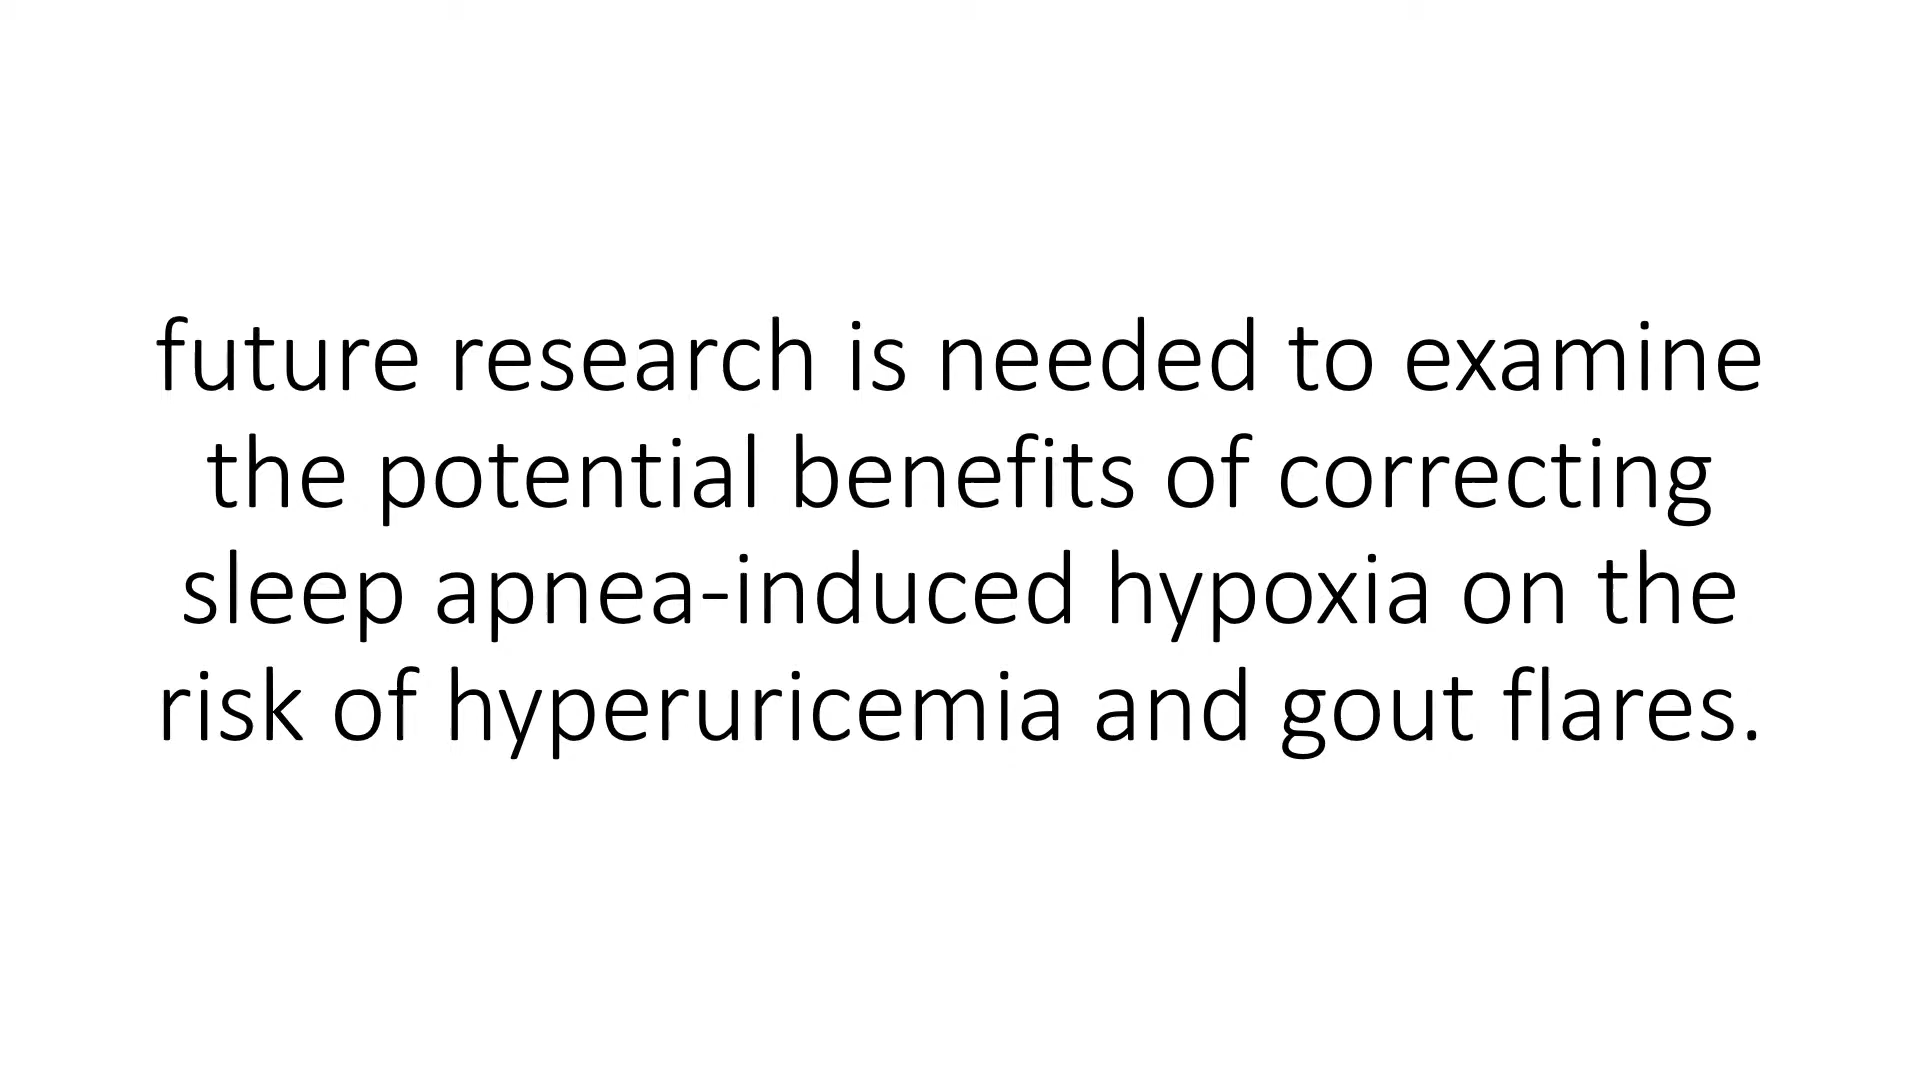 future research is needed to examine
the potential benefits of correcting
sleep apnea-induced hypoxia on the
risk of hyperuricemia and gout flares.